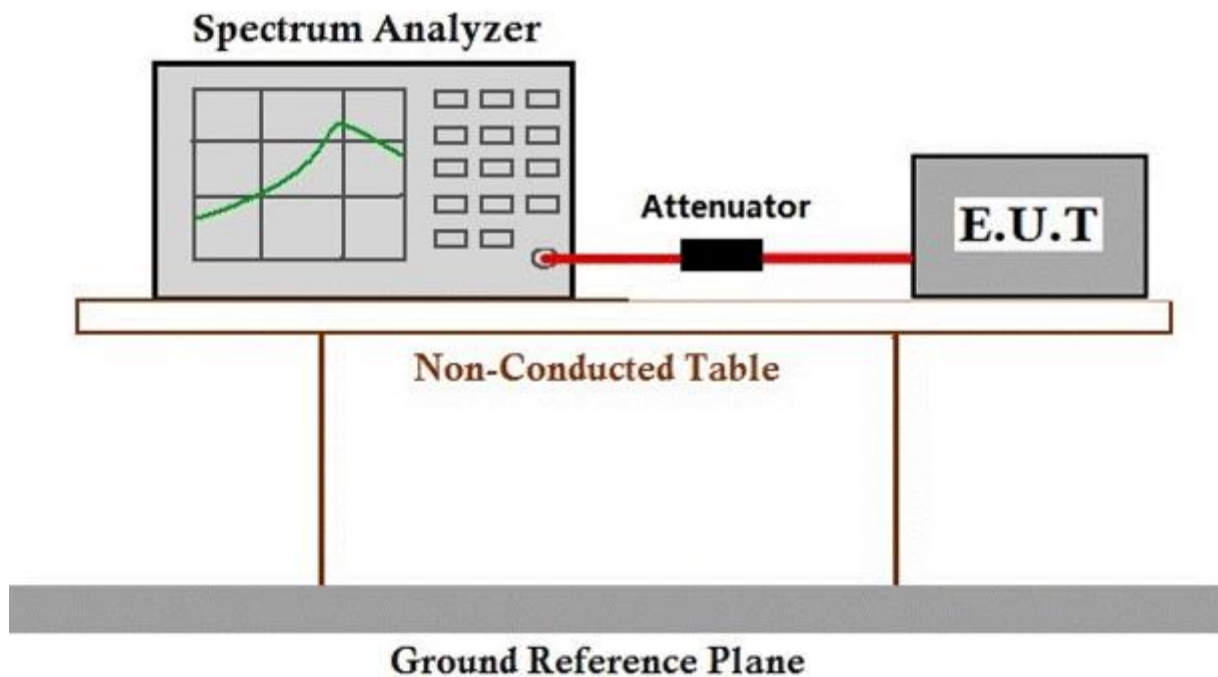 Spectrum Analyzer
Attenuator
E.U.T
Non-Conducted Table
Ground Reference Plane